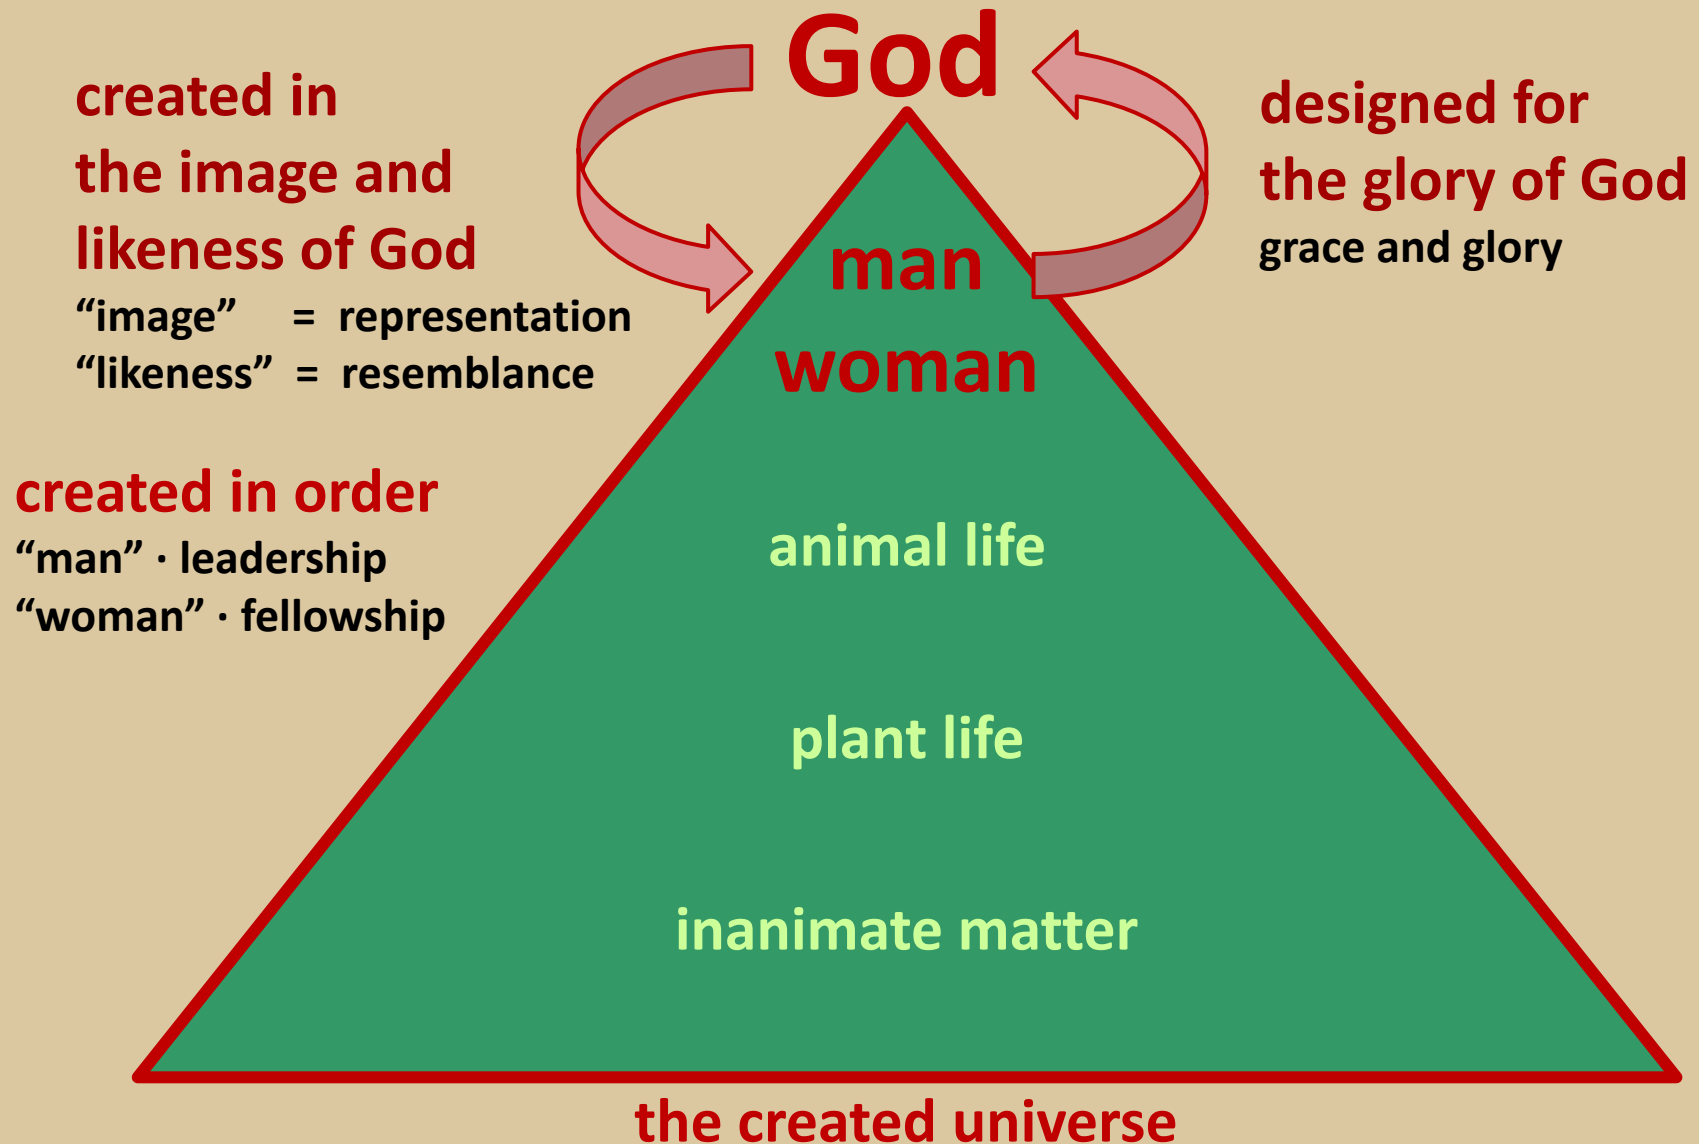 God
created in
the image and
likeness of God
“image” = representation
“likeness” = resemblance
designed for
the glory of God
grace and glory
man
woman
created in order
“man” · leadership
“woman” · fellowship
animal life
plant life
inanimate matter
the created universe